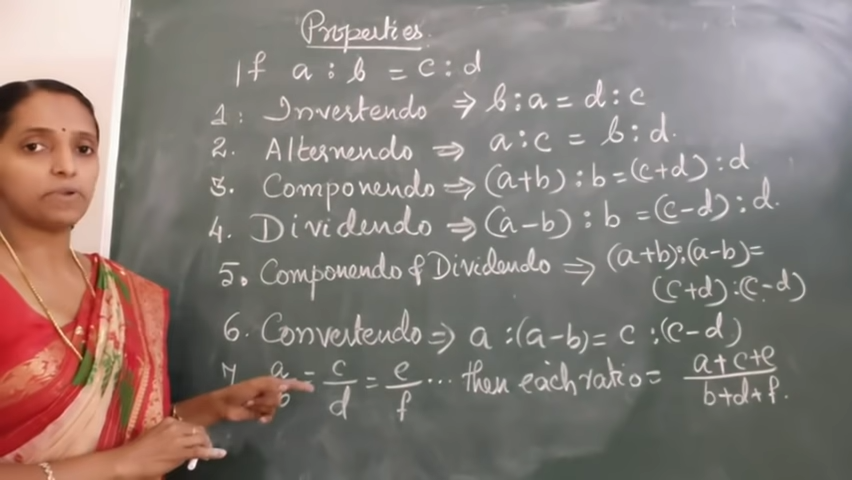 Properties
If a : b = c : d
1: Invertendo ⇒ b : a = d : c
2. Alternendo ⇒ a : c = b : d.
3. Componendo ⇒ (a+b) : b = (c+d) : d
4. Dividendo ⇒ (a-b) : b = (c-d) : d.
5. Componendo & Dividendo ⇒ (a+b):(a-b)=
(c+d) : (c-d)
6. Convertendo ⇒ a :(a-b)= c :(c-d)
7 a/b = c/d = e/f ... then each ratio = a+c+e/b+d+f.